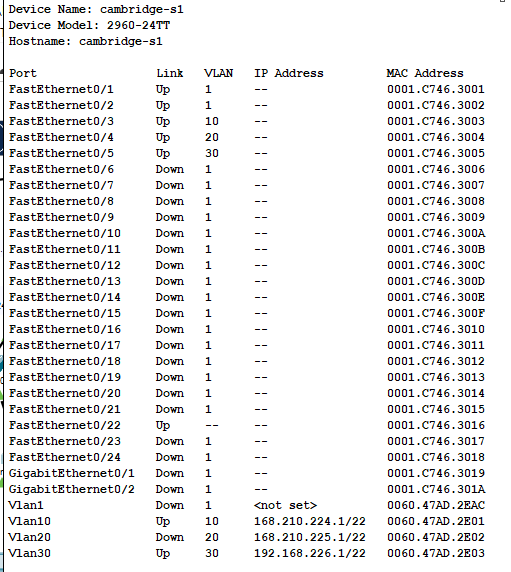 Device Name: cambridge-s1
Device Model: 2960-24TT
Hostname: cambridge-s1
Port Link VLAN IP Address MAC Address
FastEthernet0/1 Up 1 -- 0001.C746.3001
FastEthernet0/2 Up 1 -- 0001.C746.3002
FastEthernet0/3 Up 10 -- 0001.C746.3003
FastEthernet0/4 Up 20 -- 0001.C746.3004
FastEthernet0/5 Up 30 -- 0001.C746.3005
FastEthernet0/6 Down 1 -- 0001.C746.3006
FastEthernet0/7 Down 1 -- 0001.C746.3007
FastEthernet0/8 Down 1 -- 0001.C746.3008
FastEthernet0/9 Down 1 -- 0001.C746.3009
FastEthernet0/10 Down 1 -- 0001.C746.300A
FastEthernet0/11 Down 1 -- 0001.C746.300B
FastEthernet0/12 Down 1 -- 0001.C746.300C
FastEthernet0/13 Down 1 -- 0001.C746.300D
FastEthernet0/14 Down 1 -- 0001.C746.300E
FastEthernet0/15 Down 1 -- 0001.C746.300F
FastEthernet0/16 Down 1 -- 0001.C746.3010
FastEthernet0/17 Down 1 -- 0001.C746.3011
FastEthernet0/18 Down 1 -- 0001.C746.3012
FastEthernet0/19 Down 1 -- 0001.C746.3013
FastEthernet0/20 Down 1 -- 0001.C746.3014
FastEthernet0/21 Down 1 -- 0001.C746.3015
FastEthernet0/22 Up -- -- 0001.C746.3016
FastEthernet0/23 Down 1 -- 0001.C746.3017
FastEthernet0/24 Down 1 -- 0001.C746.3018
GigabitEthernet0/1 Down 1 -- 0001.C746.3019
GigabitEthernet0/2 Down 1 -- 0001.C746.301A
Vlan1 Down 1 <not set> 0060.47AD.2EAC
Vlan10 Up 10 168.210.224.1/22 0060.47AD.2E01
Vlan20 Down 20 168.210.225.1/22 0060.47AD.2E02
Vlan30 Up 30 192.168.226.1/22 0060.47AD.2E03